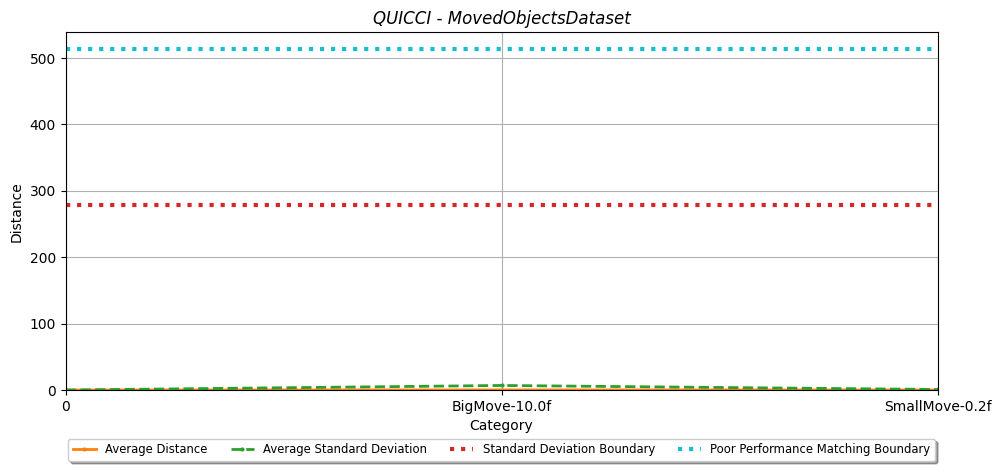 QUICCI - MovedObjectsDataset
500
400
300
200
100
0
Distance
0 BigMove-10.0f SmallMove-0.2f
Category
Average Distance Average Standard Deviation Standard Deviation Boundary Poor Performance Matching Boundary